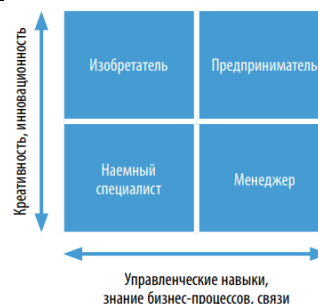 Креативность, инновационность
Изобретатель
Предприниматель
Наемный
специалист
Менеджер
Управленческие навыки,
знание бизнес-процессов, связи